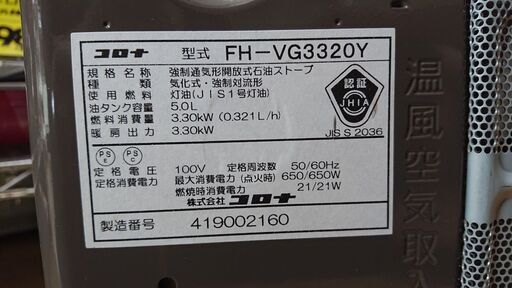 コロナ 型式 FH-VG3320Y
規格名称 強制通気形開放式石油ストーブ
種類 気化式・強制対流形
使用燃料 灯油(JIS1号灯油)
油タンク容量 5.0L
燃料消費量 3.30kW (0.321L/h)
暖房出力 3.30kW
認証
JHIA
JIS S 2036
PS E PS C
定格電圧 100V 定格周波数 50/60Hz
定格消費電力 最大消費電力(点火時) 650/650W
燃焼時消費電力 21/21W
株式会社 コロナ
製造番号 419002160
温風空気取入
98